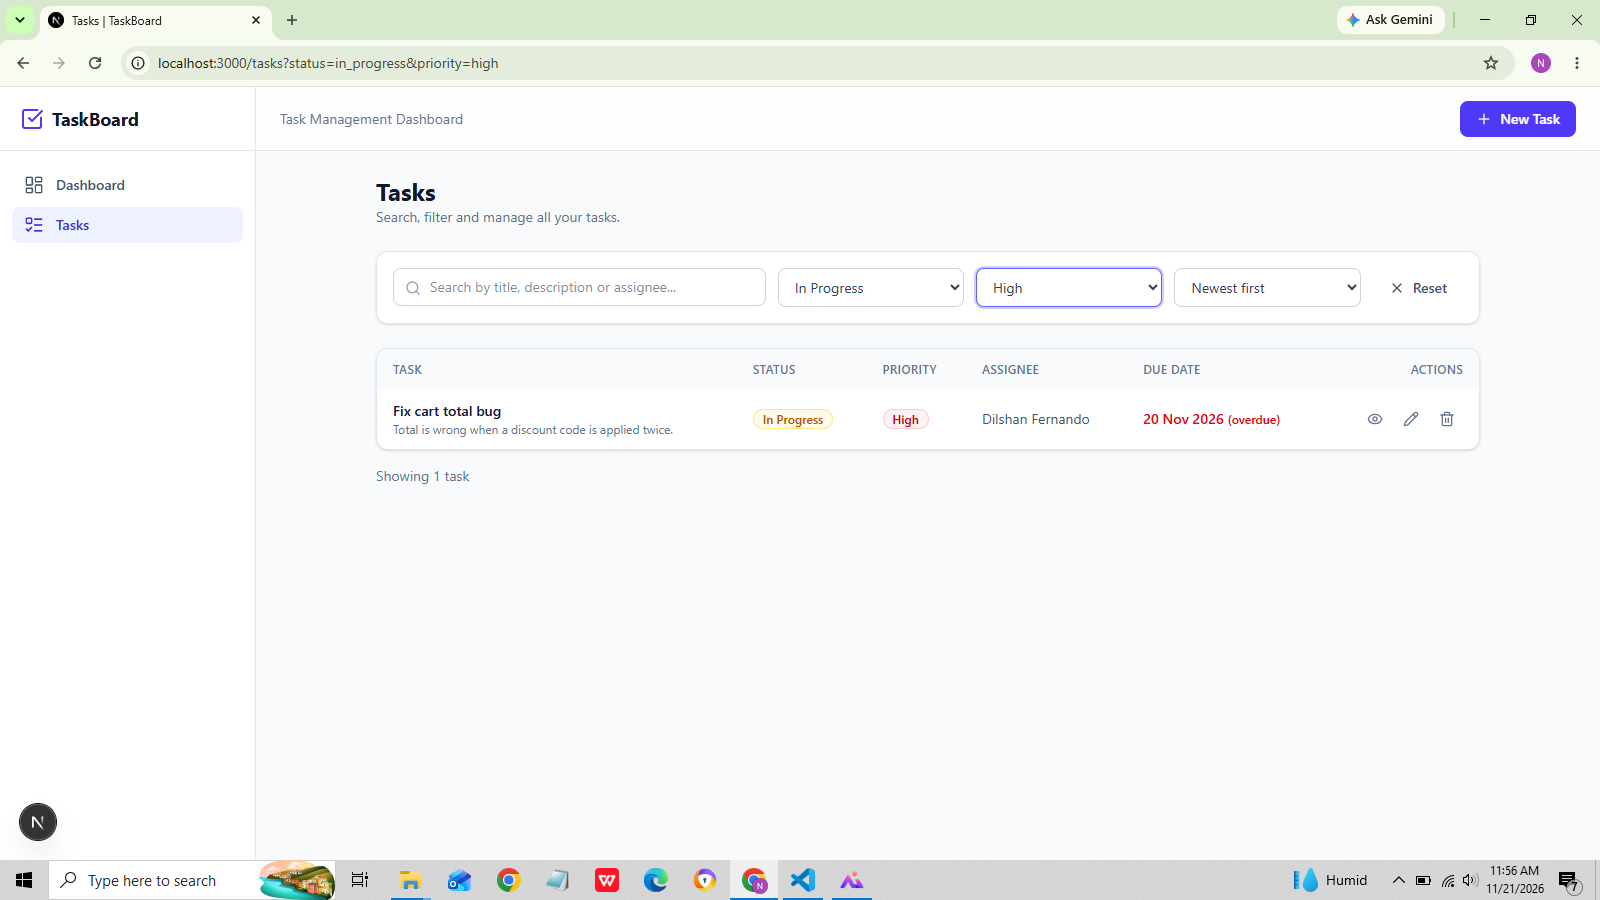 Tasks | TaskBoard
Ask Gemini
localhost:3000/tasks?status=in_progress&priority=high
N
TaskBoard
Task Management Dashboard
New Task
Dashboard
Tasks
Tasks
Search, filter and manage all your tasks.
Search by title, description or assignee...
In Progress
High
Newest first
Reset
TASK STATUS PRIORITY ASSIGNEE DUE DATE ACTIONS
Fix cart total bug
Total is wrong when a discount code is applied twice.
In Progress
High
Dilshan Fernando
20 Nov 2026 (overdue)
Showing 1 task
N
Type here to search
Humid
11:56 AM
11/21/2026
7